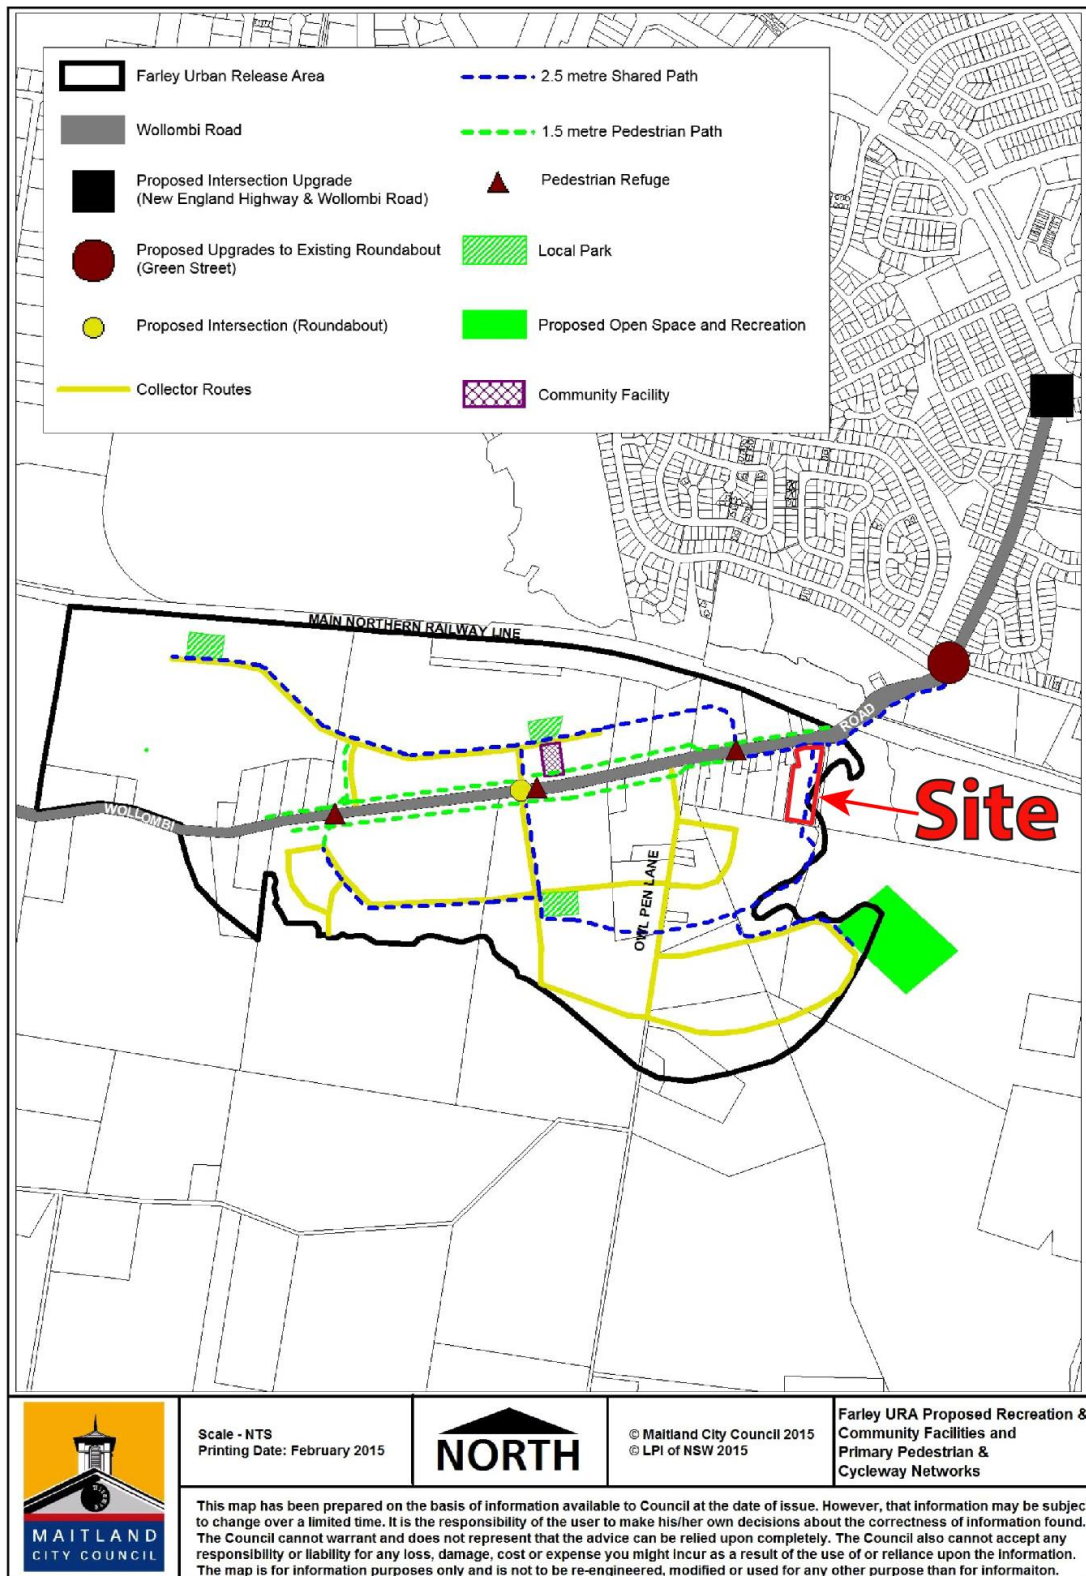 Farley Urban Release Area
2.5 metre Shared Path
Wollombi Road
1.5 metre Pedestrian Path
Proposed Intersection Upgrade
(New England Highway & Wollombi Road)
Pedestrian Refuge
Proposed Upgrades to Existing Roundabout
(Green Street)
Local Park
Proposed Intersection (Roundabout)
Proposed Open Space and Recreation
Collector Routes
Community Facility
MAIN NORTHERN RAILWAY LINE
ROAD
Site
WOLLOMBI
OWL PEN LANE
MAITLAND
CITY COUNCIL
Scale - NTS
Printing Date: February 2015
NORTH
© Maitland City Council 2015
© LPI of NSW 2015
Farley URA Proposed Recreation &
Community Facilities and
Primary Pedestrian &
Cycleway Networks
This map has been prepared on the basis of information available to Council at the date of issue. However, that information may be subjec
to change over a limited time. It is the responsibility of the user to make his/her own decisions about the correctness of information found.
The Council cannot warrant and does not represent that the advice can be relied upon completely. The Council also cannot accept any
responsibility or liability for any loss, damage, cost or expense you might incur as a result of the use of or reliance upon the information.
The map is for information purposes only and is not to be re-engineered, modified or used for any other purpose than for informaiton.